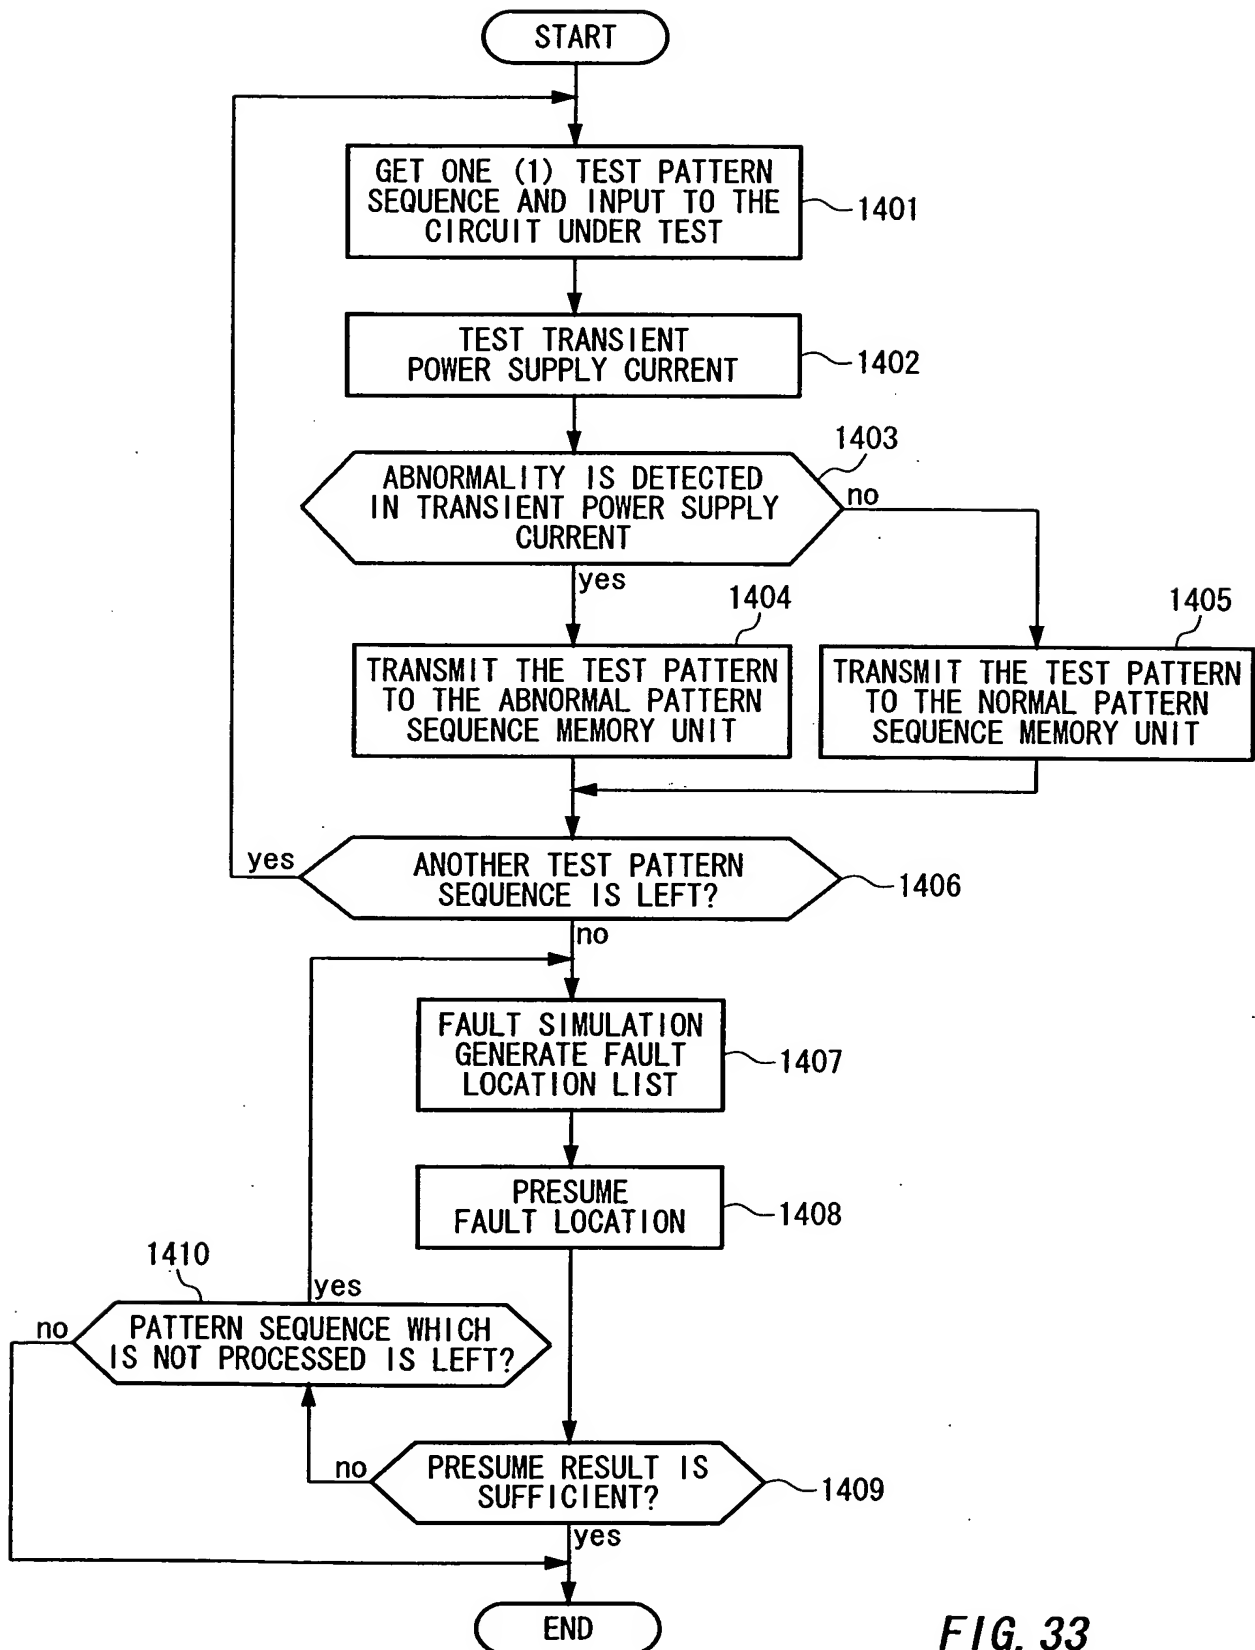 START
GET ONE (1) TEST PATTERN
SEQUENCE AND INPUT TO THE
CIRCUIT UNDER TEST
1401
TEST TRANSIENT
POWER SUPPLY CURRENT
1402
1403
ABNORMALITY IS DETECTED
IN TRANSIENT POWER SUPPLY
CURRENT
no
yes
1404
1405
TRANSMIT THE TEST PATTERN
TO THE ABNORMAL PATTERN
SEQUENCE MEMORY UNIT
TRANSMIT THE TEST PATTERN
TO THE NORMAL PATTERN
SEQUENCE MEMORY UNIT
yes
ANOTHER TEST PATTERN
SEQUENCE IS LEFT?
1406
no
FAULT SIMULATION
GENERATE FAULT
LOCATION LIST
1407
PRESUME
FAULT LOCATION
1408
1410
yes
no
PATTERN SEQUENCE WHICH
IS NOT PROCESSED IS LEFT?
no
PRESUME RESULT IS
SUFFICIENT?
1409
yes
END
FIG. 33